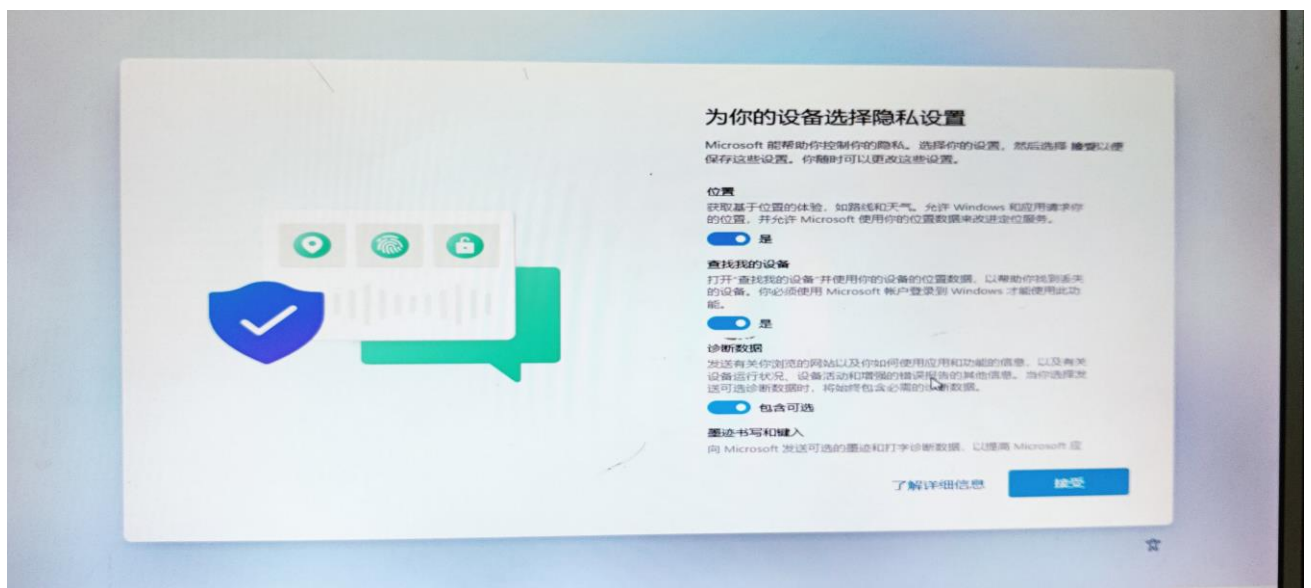 为你的设备选择隐私设置
Microsoft 能帮助你控制你的隐私。选择你的设置，然后选择 接受以便
保存这些设置。你随时可以更改这些设置。
位置
获取基于位置的体验，如路线和天气。允许 Windows 和应用请求你
的位置，并允许 Microsoft 使用你的位置数据来改进定位服务。
是
查找我的设备
打开“查找我的设备”并使用你的设备的位置数据，以帮助你找到丢失
的设备。你必须使用 Microsoft 帐户登录到 Windows 才能使用此功
能。
是
诊断数据
发送有关你浏览的网站以及你如何使用应用和功能的信息，以及有关
设备运行状况、设备活动和增强的错误报告的其他信息。当你选择发
送可选诊断数据时，将始终包含必需的诊断数据。
包含可选
墨迹书写和键入
向 Microsoft 发送可选的墨迹和打字诊断数据，以提高 Microsoft 应
了解详细信息
接受